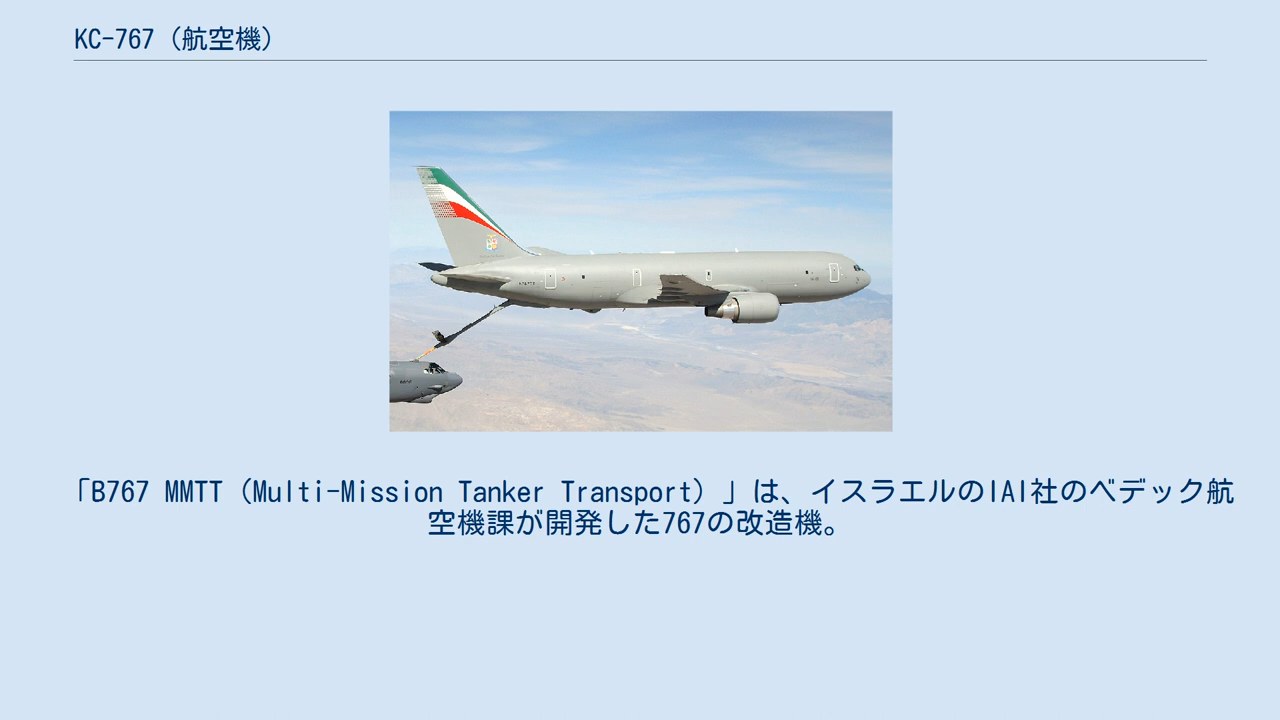 KC-767（航空機）
「B767 MMTT（Multi-Mission Tanker Transport）」は、イスラエルのIAI社のベデック航
空機課が開発した767の改造機。